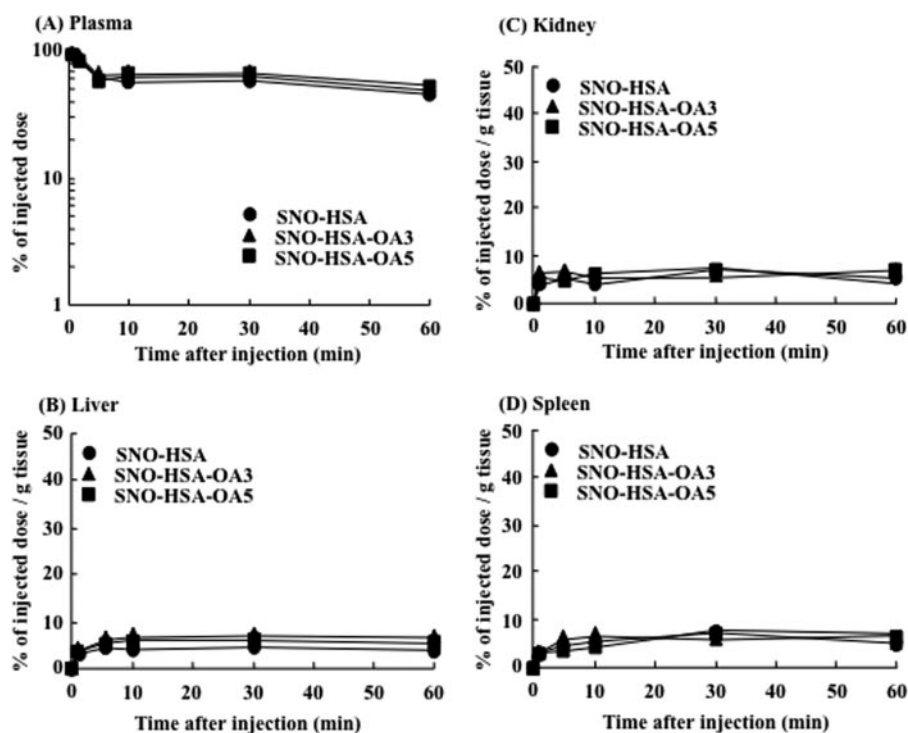 (A) Plasma
100
10
1
% of injected dose
SNO-HSA
SNO-HSA-OA3
SNO-HSA-OA5
0 10 20 30 40 50 60
Time after injection (min)
(B) Liver
50
40
30
20
10
0
% of injected dose / g tissue
SNO-HSA
SNO-HSA-OA3
SNO-HSA-OA5
0 10 20 30 40 50 60
Time after injection (min)
(C) Kidney
50
40
30
20
10
0
% of injected dose / g tissue
SNO-HSA
SNO-HSA-OA3
SNO-HSA-OA5
0 10 20 30 40 50 60
Time after injection (min)
(D) Spleen
50
40
30
20
10
0
% of injected dose / g tissue
SNO-HSA
SNO-HSA-OA3
SNO-HSA-OA5
0 10 20 30 40 50 60
Time after injection (min)